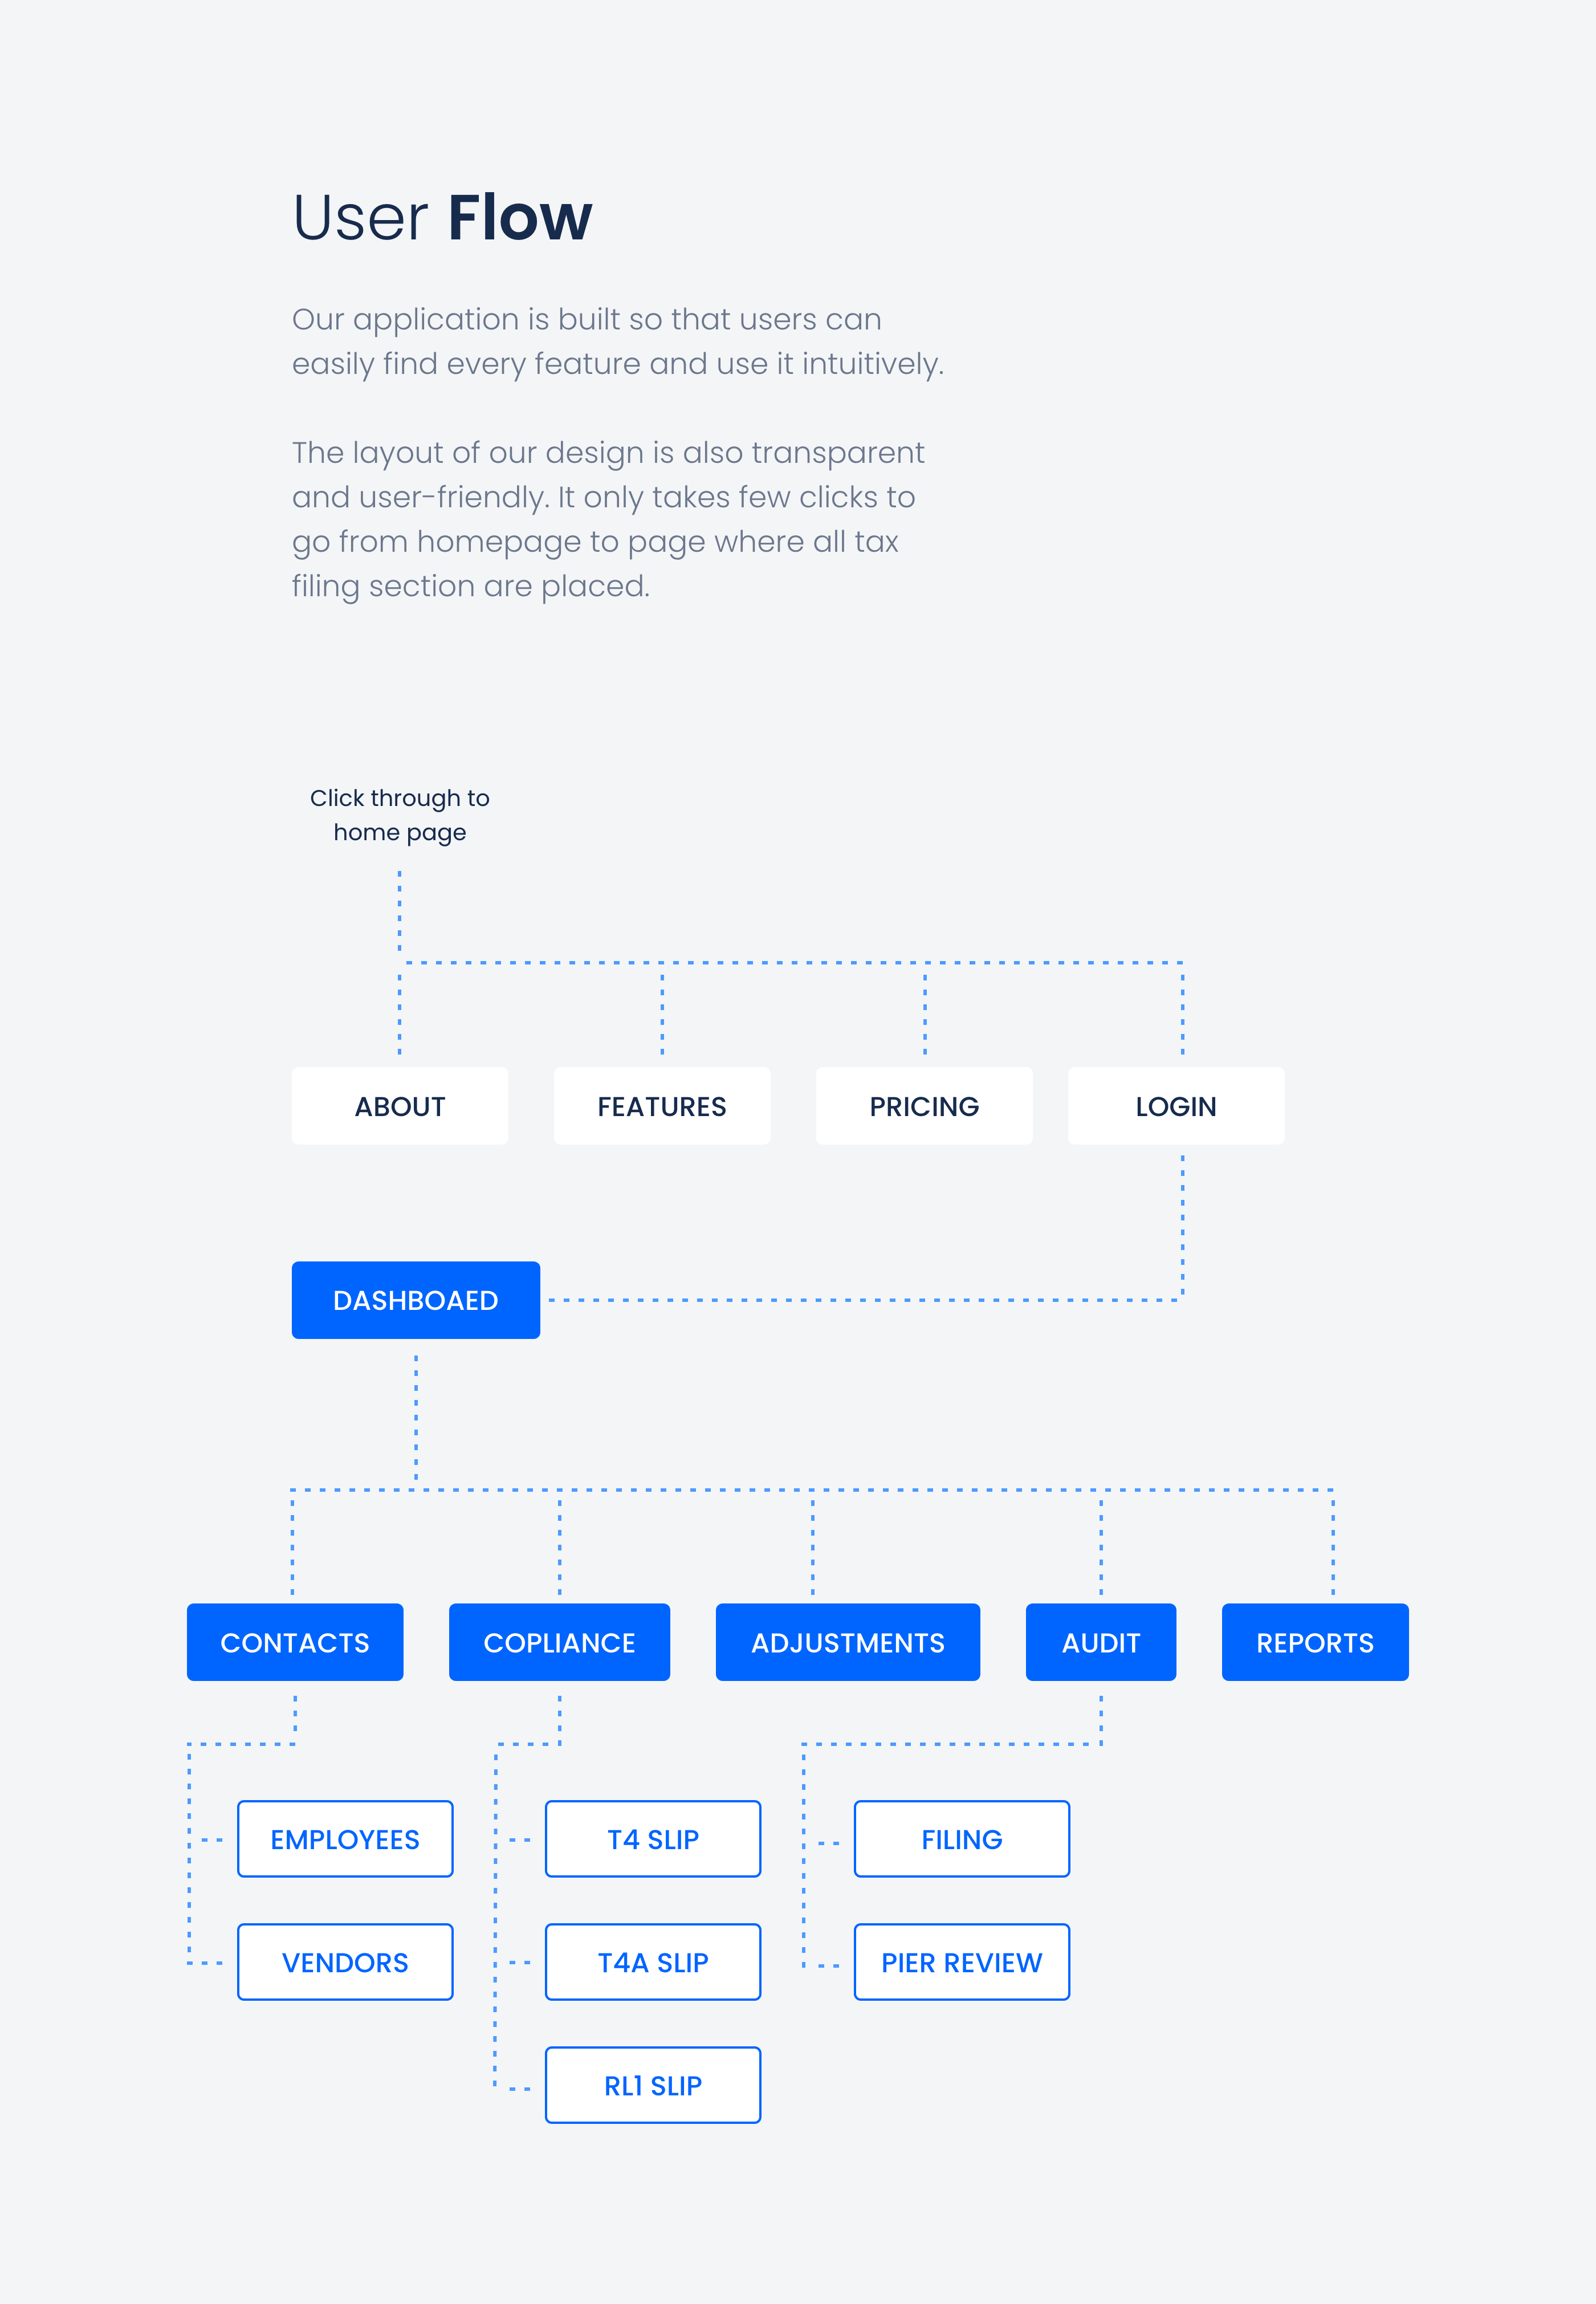 User Flow
Our application is built so that users can
easily find every feature and use it intuitively.
The layout of our design is also transparent
and user-friendly. It only takes few clicks to
go from homepage to page where all tax
filing section are placed.
Click through to
home page
ABOUT
FEATURES
PRICING
LOGIN
DASHBOAED
CONTACTS
COPLIANCE
ADJUSTMENTS
AUDIT
REPORTS
EMPLOYEES
T4 SLIP
FILING
VENDORS
T4A SLIP
PIER REVIEW
RL1 SLIP